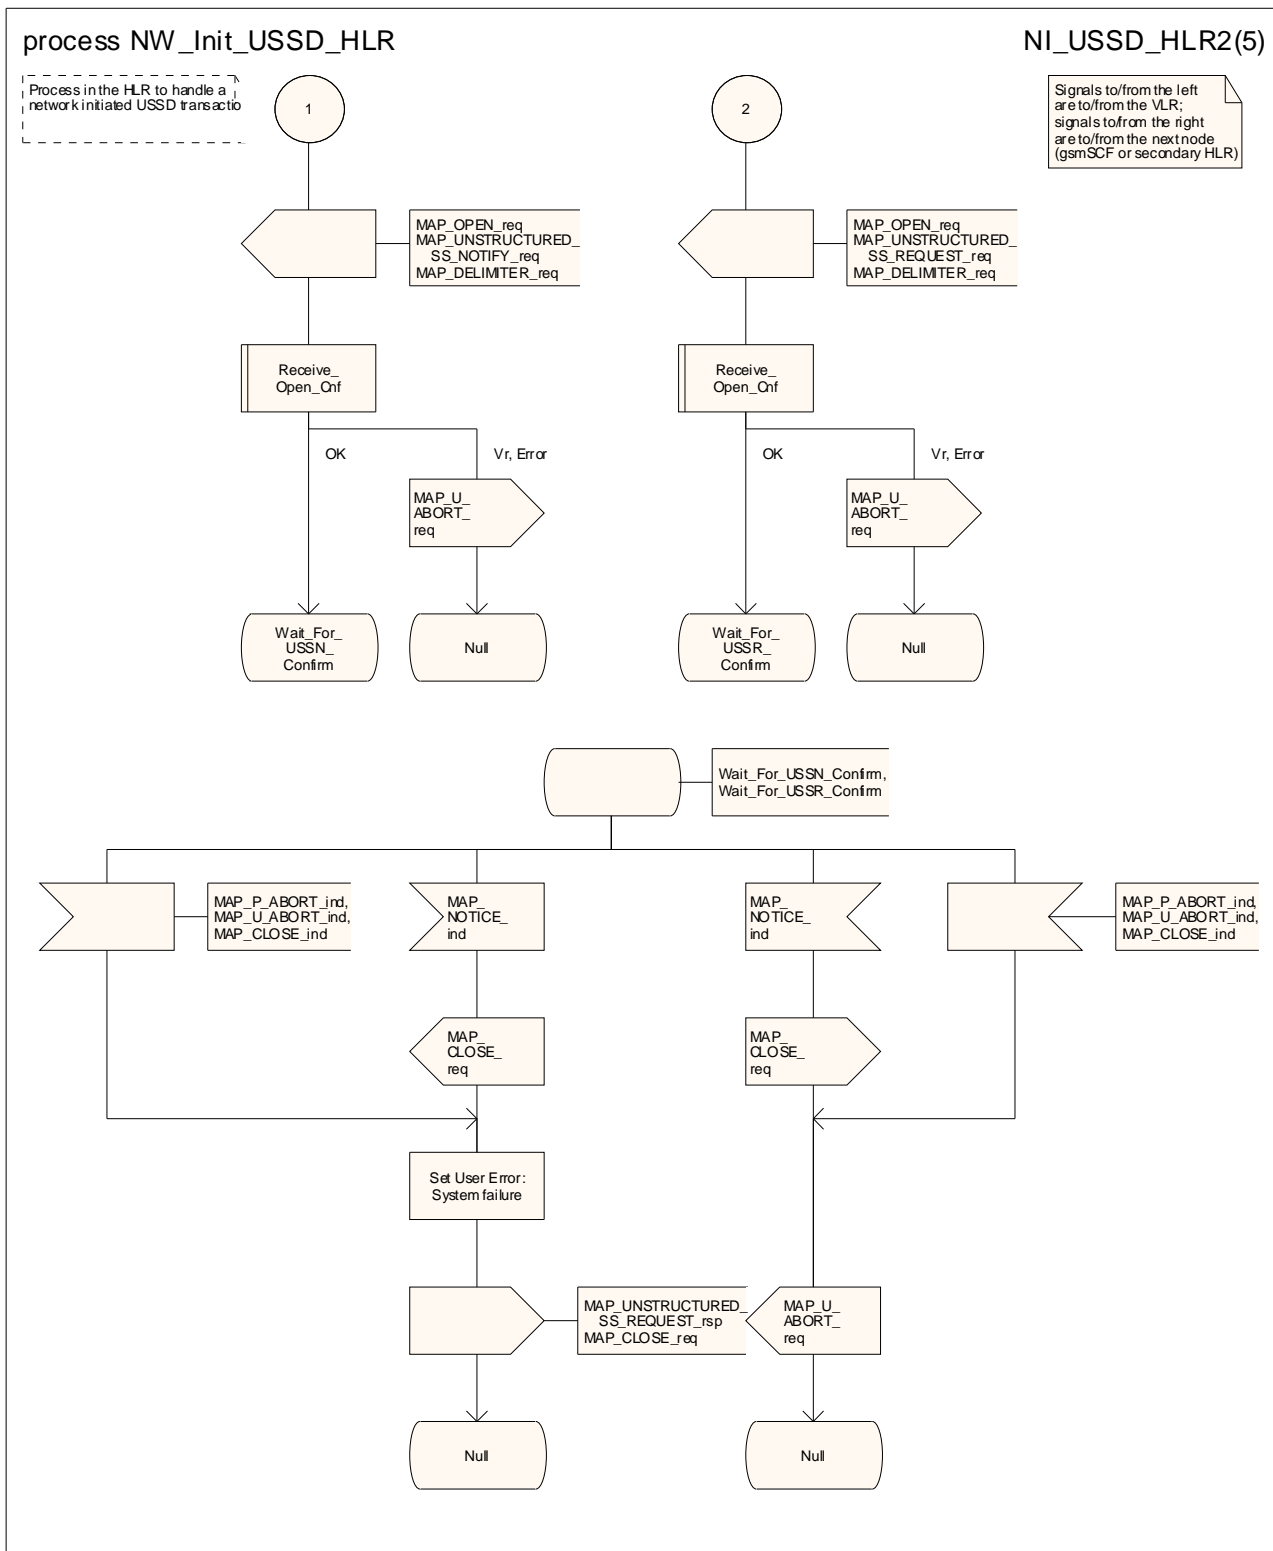 process NW_Init_USSD_HLR
NI_USSD_HLR2(5)
Process in the HLR to handle a
network initiated USSD transactio
1
2
Signals to/from the left
are to/from the VLR;
signals to/from the right
are to/from the next node
(gsmSCF or secondary HLR)
MAP_OPEN_req
MAP_UNSTRUCTURED_
SS_NOTIFY_req
MAP_DELIMITER_req
MAP_OPEN_req
MAP_UNSTRUCTURED_
SS_REQUEST_req
MAP_DELIMITER_req
Receive_
Open_Cnf
Receive_
Open_Cnf
OK
Vr, Error
OK
Vr, Error
MAP_U_
ABORT_
req
MAP_U_
ABORT_
req
Wait_For_
USSN_
Confirm
Null
Wait_For_
USSR_
Confirm
Null
Wait_For_USSN_Confirm,
Wait_For_USSR_Confirm
MAP_P_ABORT_ind,
MAP_U_ABORT_ind,
MAP_CLOSE_ind
MAP_
NOTICE_
ind
MAP_
NOTICE_
ind
MAP_P_ABORT_ind,
MAP_U_ABORT_ind,
MAP_CLOSE_ind
MAP_
CLOSE_
req
MAP_
CLOSE_
req
Set User Error:
System failure
MAP_UNSTRUCTURED_
SS_REQUEST_rsp
MAP_CLOSE_req
MAP_U_
ABORT_
req
Null
Null